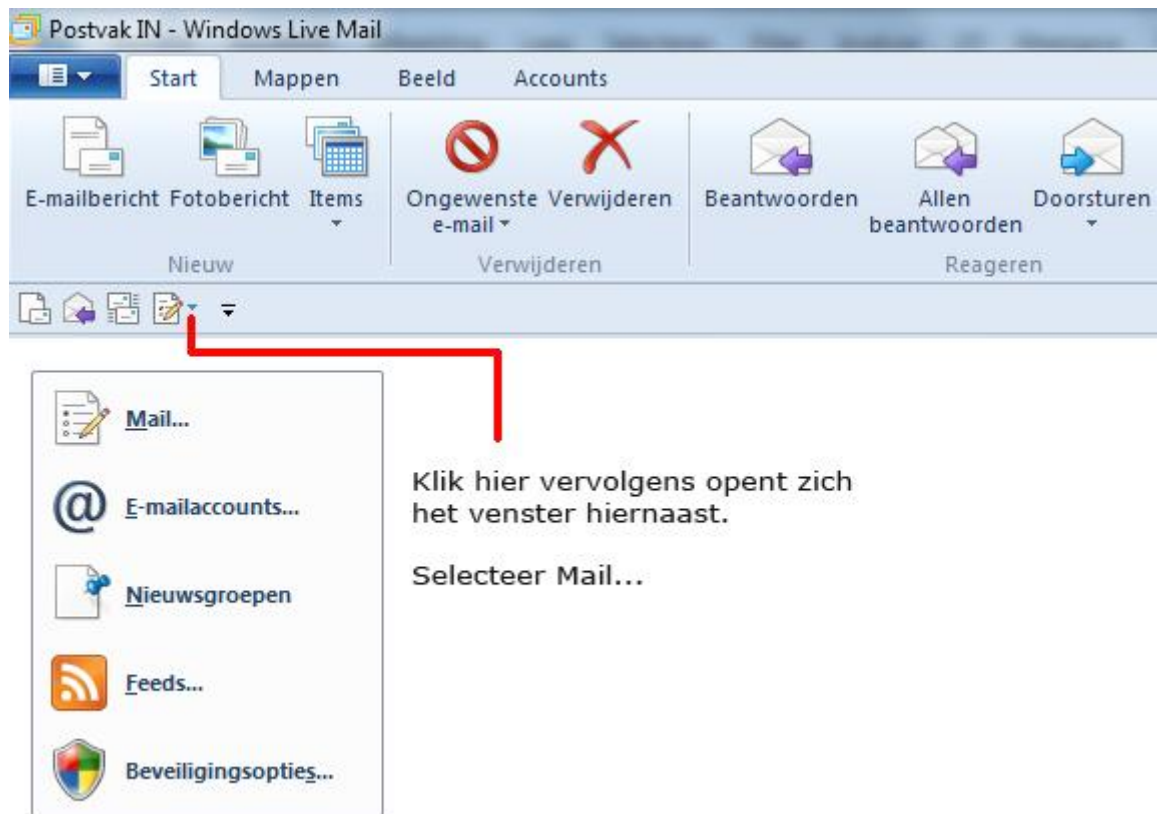 Postvak IN - Windows Live Mail
Start Mappen Beeld Accounts
E-mailbericht Fotobericht Items Ongewenste Verwijderen Beantwoorden Allen Doorsturen
e-mail beantwoorden
Nieuw Verwijderen Reageren
Mail...
E-mailaccounts...
Nieuwsgroepen
Feeds...
Beveiligingsopties...
Klik hier vervolgens opent zich
het venster hiernaast.
Selecteer Mail...